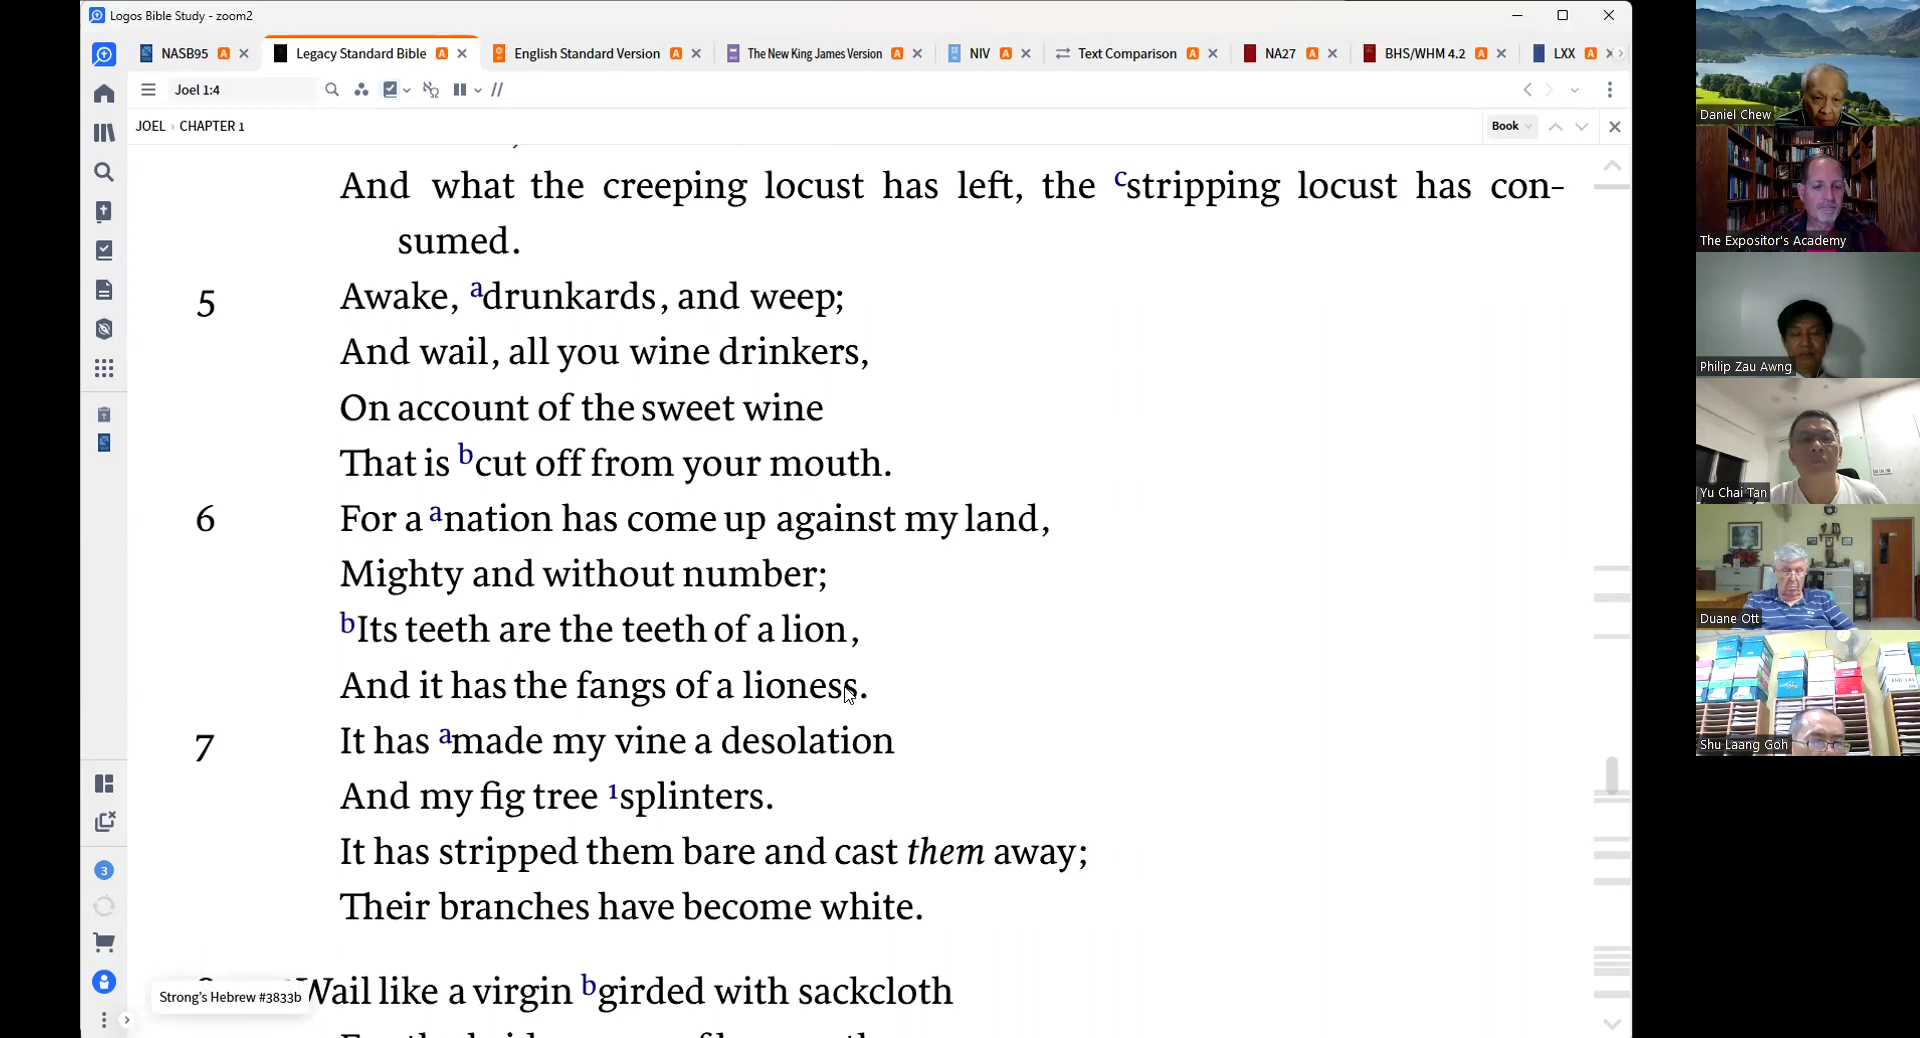 Logos Bible Study - zoom2
NASB95 A
Legacy Standard Bible A
English Standard Version A
The New King James Version A
NIV A
Text Comparison A
NA27 A
BHS/WHM 4.2 A
LXX A
Joel 1:4
JOEL › CHAPTER 1
Book
And what the creeping locust has left, the cstripping locust has con-
sumed.
5 Awake, adrunkards, and weep;
And wail, all you wine drinkers,
On account of the sweet wine
That is bcut off from your mouth.
6 For a anation has come up against my land,
Mighty and without number;
bIts teeth are the teeth of a lion,
And it has the fangs of a lioness.
7 It has amade my vine a desolation
And my fig tree 1splinters.
It has stripped them bare and cast them away;
Their branches have become white.
Wail like a virgin bgirded with sackcloth
3
Strong's Hebrew #3833b
Daniel Chew
The Expositor's Academy
Philip Zau Awng
Yu Chai Tan
Duane Ott
Shu Laang Goh